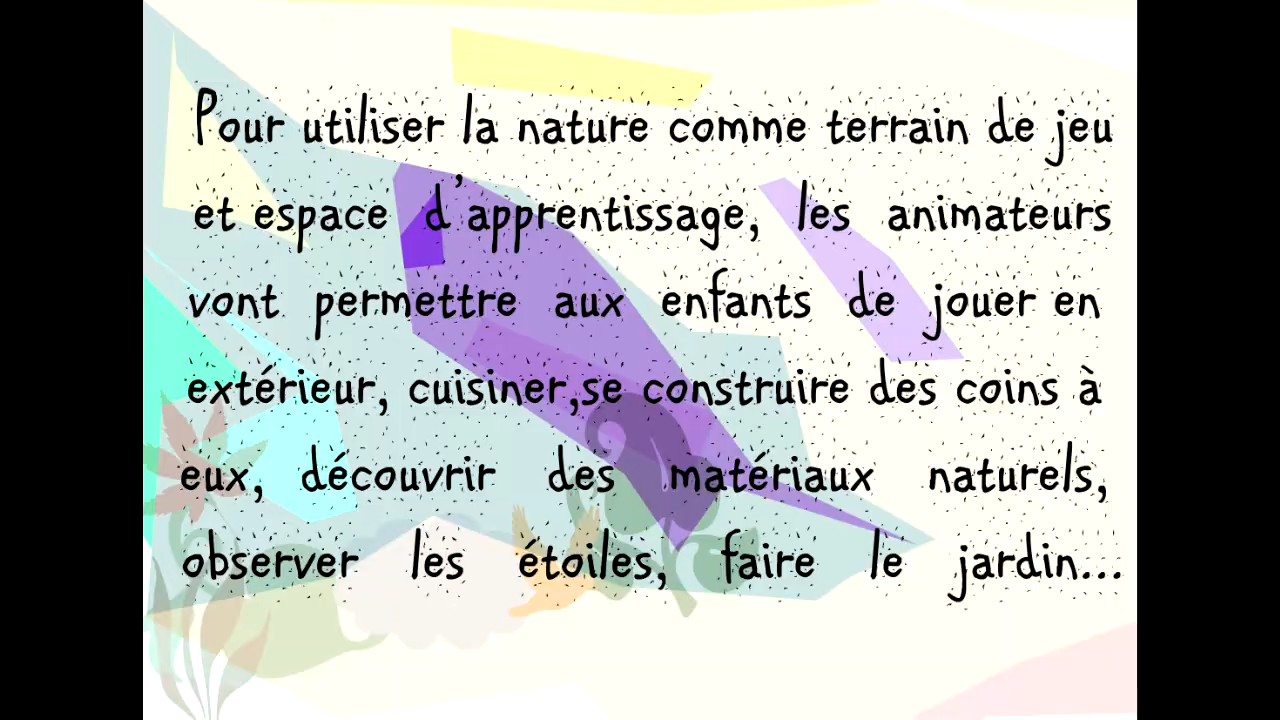 Pour utiliser la nature comme terrain de jeu
et espace d'apprentissage, les animateurs
vont permettre aux enfants de jouer en
extérieur, cuisiner,se construire des coins à
eux, découvrir des matériaux naturels,
observer les étoiles, faire le jardin...